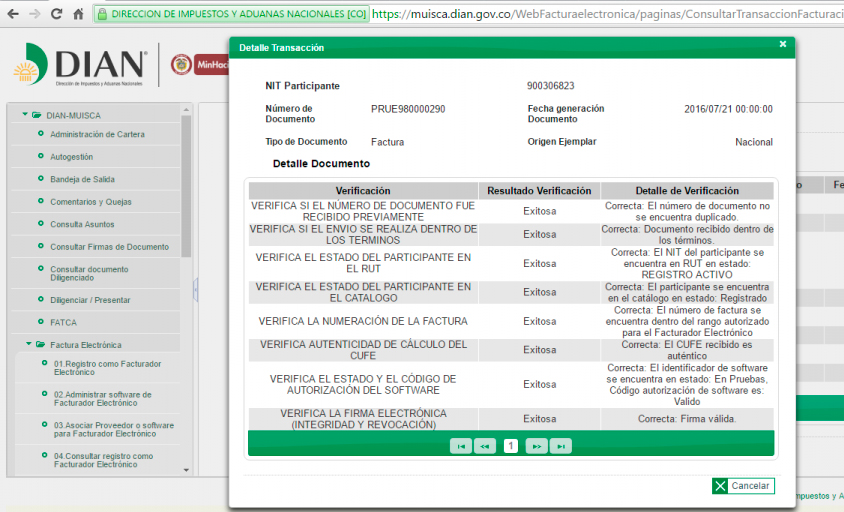 DIRECCION DE IMPUESTOS Y ADUANAS NACIONALES [CO] https://muisca.dian.gov.co/WebFacturaelectronica/paginas/ConsultarTransaccionFacturaci
DIAN
Dirección de Impuestos y Aduanas Nacionales
MinHac
DIAN-MUISCA
Administración de Cartera
Autogestión
Bandeja de Salida
Comentarios y Quejas
Consulta Asuntos
Consultar Firmas de Documento
Consultar documento
Diligenciado
Diligenciar / Presentar
FATCA
Factura Electrónica
01.Registro como Facturador
Electrónico
02.Administrar software de
Facturador Electrónico
03.Asociar Proveedor o software
para Facturador Electrónico
04.Consultar registro como
Facturador Electrónico
Detalle Transacción
NIT Participante 900306823
Número de
Documento PRUE980000290 Fecha generación
Documento 2016/07/21 00:00:00
Tipo de Documento Factura Origen Ejemplar Nacional
Detalle Documento
Verificación Resultado Verificación Detalle de Verificación
VERIFICA SI EL NÚMERO DE DOCUMENTO FUE
RECIBIDO PREVIAMENTE Exitosa Correcta: El número de documento no
se encuentra duplicado.
VERIFICA SI EL ENVIO SE REALIZA DENTRO DE
LOS TERMINOS Exitosa Correcta: Documento recibido dentro de
los términos.
VERIFICA EL ESTADO DEL PARTICIPANTE EN
EL RUT Exitosa Correcta: El NIT del participante se
encuentra en RUT en estado:
REGISTRO ACTIVO
VERIFICA EL ESTADO DEL PARTICIPANTE EN
EL CATALOGO Exitosa Correcta: El participante se encuentra
en el catálogo en estado: Registrado
VERIFICA LA NUMERACIÓN DE LA FACTURA Exitosa Correcta: El número de factura se
encuentra dentro del rango autorizado
para el Facturador Electrónico
VERIFICA AUTENTICIDAD DE CÁLCULO DEL
CUFE Exitosa Correcta: El CUFE recibido es
auténtico
VERIFICA EL ESTADO Y EL CÓDIGO DE
AUTORIZACIÓN DEL SOFTWARE Exitosa Correcta: El identificador de software
se encuentra en estado: En Pruebas,
Código autorización de software es:
Valido
VERIFICA LA FIRMA ELECTRÓNICA
(INTEGRIDAD Y REVOCACIÓN) Exitosa Correcta: Firma válida.
1
Cancelar
o Fe
mpuestos y A